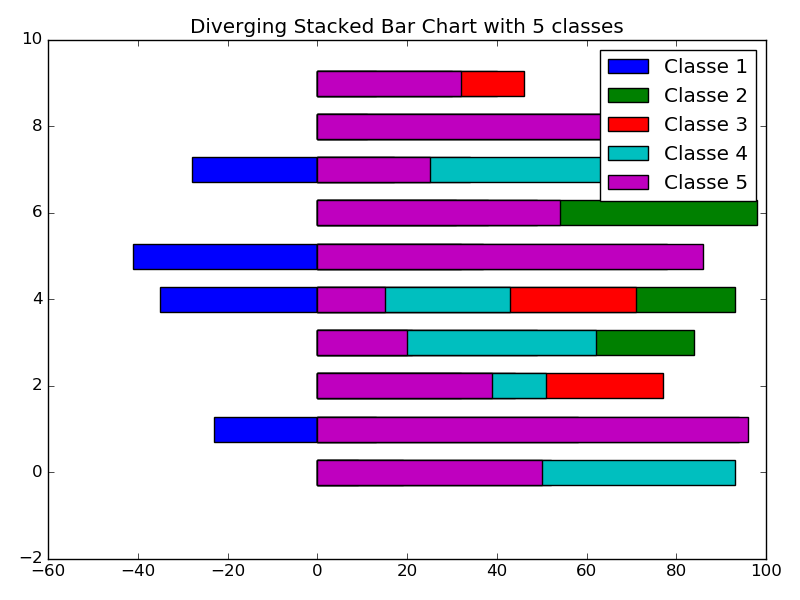 Diverging Stacked Bar Chart with 5 classes
10
8
6
4
2
0
−2
−60 −40 −20 0 20 40 60 80 100
Classe 1
Classe 2
Classe 3
Classe 4
Classe 5